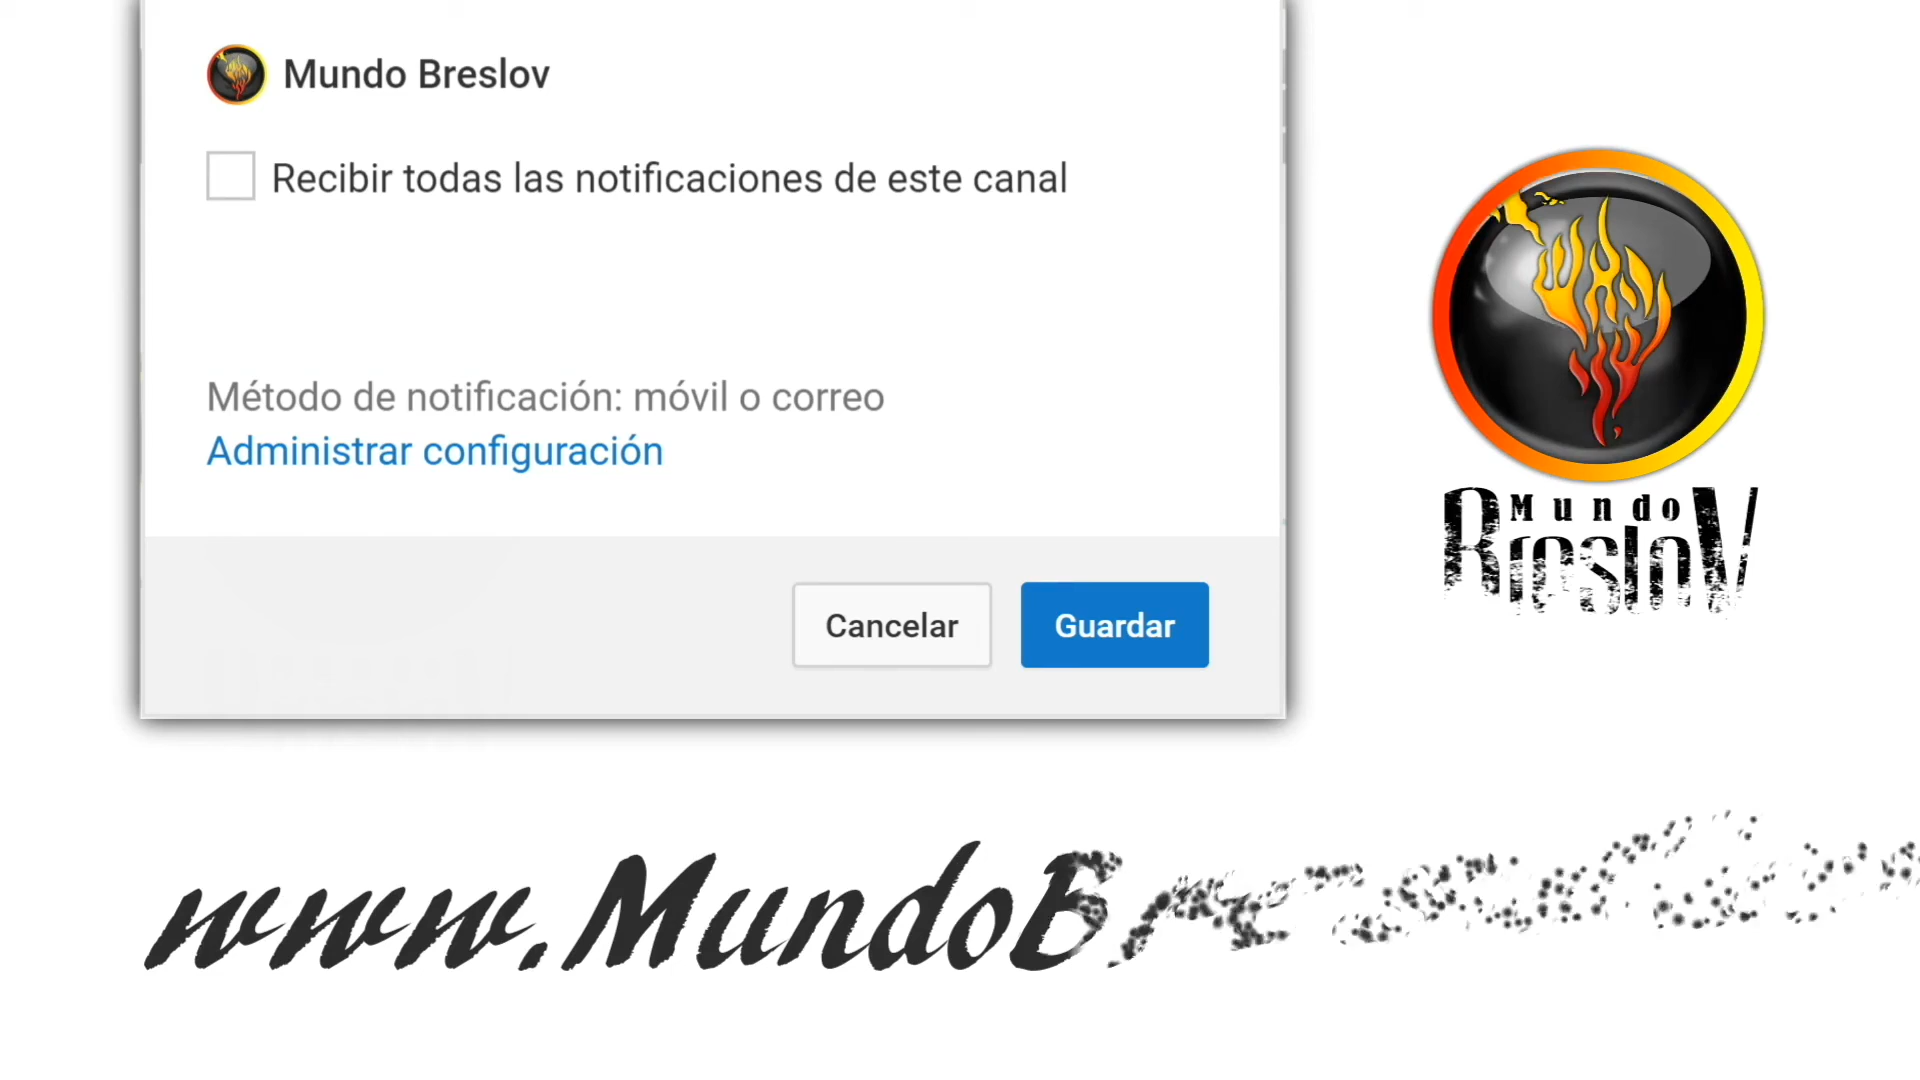 Mundo Breslov
Recibir todas las notificaciones de este canal
Método de notificación: móvil o correo
Administrar configuración
Cancelar
Guardar
Mundo
Breslov
www.MundoB